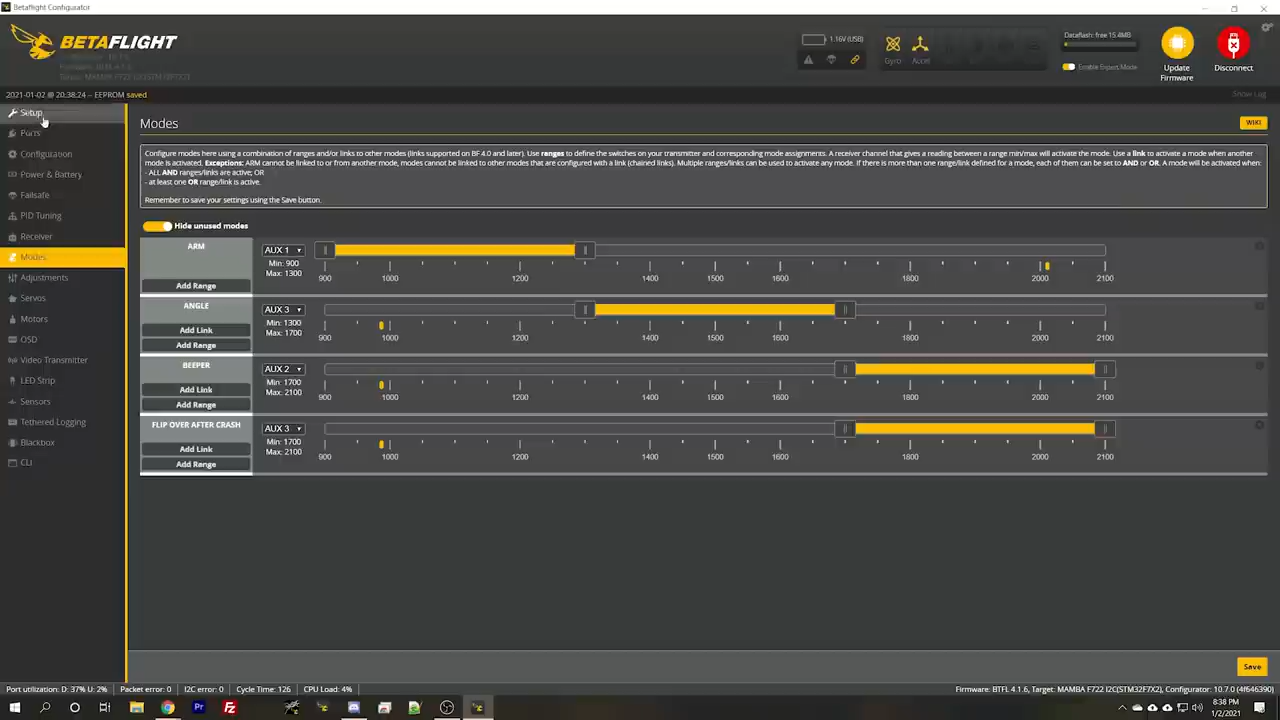 Betaflight Configurator
BETAFLIGHT
1.16V (USB)
Gyro
Accel
Dataflash: free 15.4MB
Enable Expert Mode
Update
Firmware
Disconnect
2021-01-02 @ 20:38:24 -- EEPROM saved
Show Log
Setup
Ports
Configuration
Power & Battery
Failsafe
PID Tuning
Receiver
Modes
Adjustments
Servos
Motors
OSD
Video Transmitter
LED Strip
Sensors
Tethered Logging
Blackbox
CLI
Modes
WIKI
Configure modes here using a combination of ranges and/or links to other modes (links supported on BF 4.0 and later). Use ranges to define the switches on your transmitter and corresponding mode assignments. A receiver channel that gives a reading between a range min/max will activate the mode. Use a link to activate a mode when another
mode is activated. Exceptions: ARM cannot be linked to or from another mode, modes cannot be linked to other modes that are configured with a link (chained links). Multiple ranges/links can be used to activate any mode. If there is more than one range/link defined for a mode, each of them can be set to AND or OR. A mode will be activated when:
- ALL AND ranges/links are active; OR
- at least one OR range/link is active.
Remember to save your settings using the Save button.
Hide unused modes
ARM
Add Range
AUX 1
Min: 900
Max: 1300
900 1000 1200 1400 1500 1600 1800 2000 2100
ANGLE
Add Link
Add Range
AUX 3
Min: 1300
Max: 1700
900 1000 1200 1400 1500 1600 1800 2000 2100
BEEPER
Add Link
Add Range
AUX 2
Min: 1700
Max: 2100
900 1000 1200 1400 1500 1600 1800 2000 2100
FLIP OVER AFTER CRASH
Add Link
Add Range
AUX 3
Min: 1700
Max: 2100
900 1000 1200 1400 1500 1600 1800 2000 2100
Save
Port utilization: D: 37% U: 2%
Packet error: 0
I2C error: 0
Cycle Time: 126
CPU Load: 4%
Firmware: BTFL 4.1.6, Target: MAMBA F722 I2C(STM32F7X2), Configurator: 10.7.0 (4f646390)
8:38 PM
1/2/2021